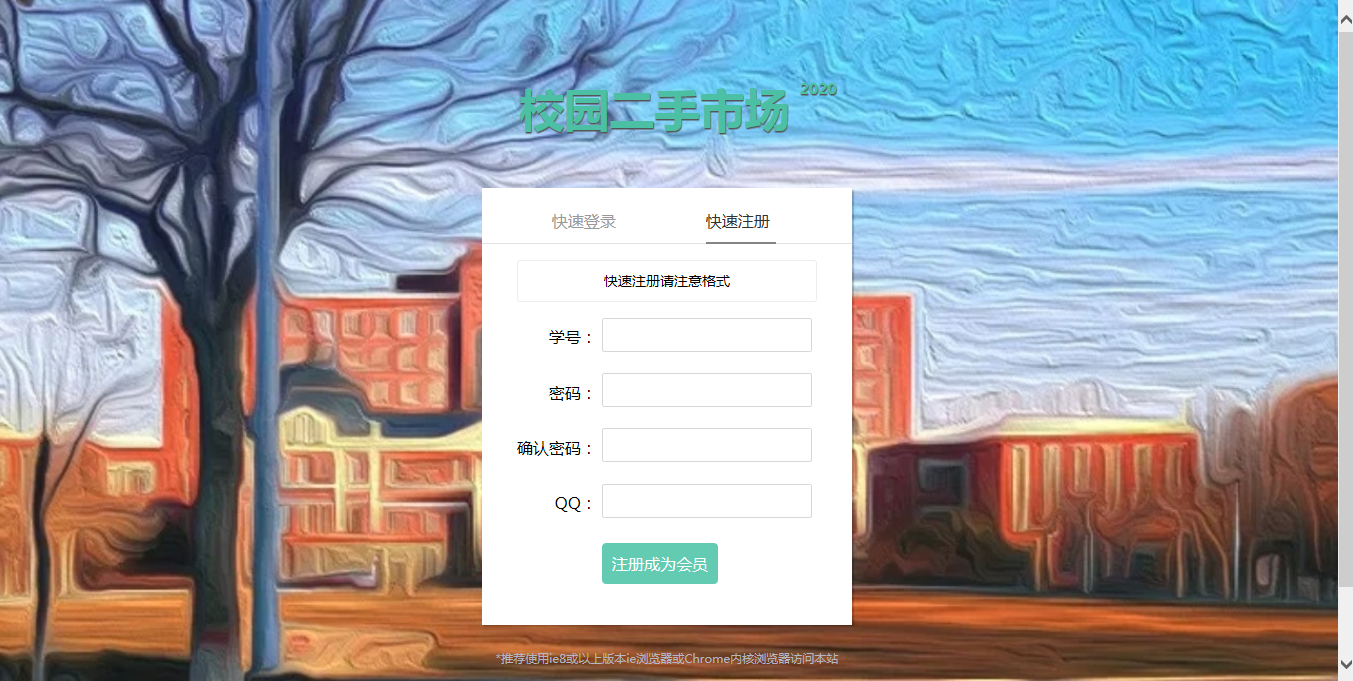 校园二手市场 2020
快速登录 快速注册
快速注册请注意格式
学号：
密码：
确认密码：
QQ：
注册成为会员
*推荐使用ie8或以上版本ie浏览器或Chrome内核浏览器访问本站